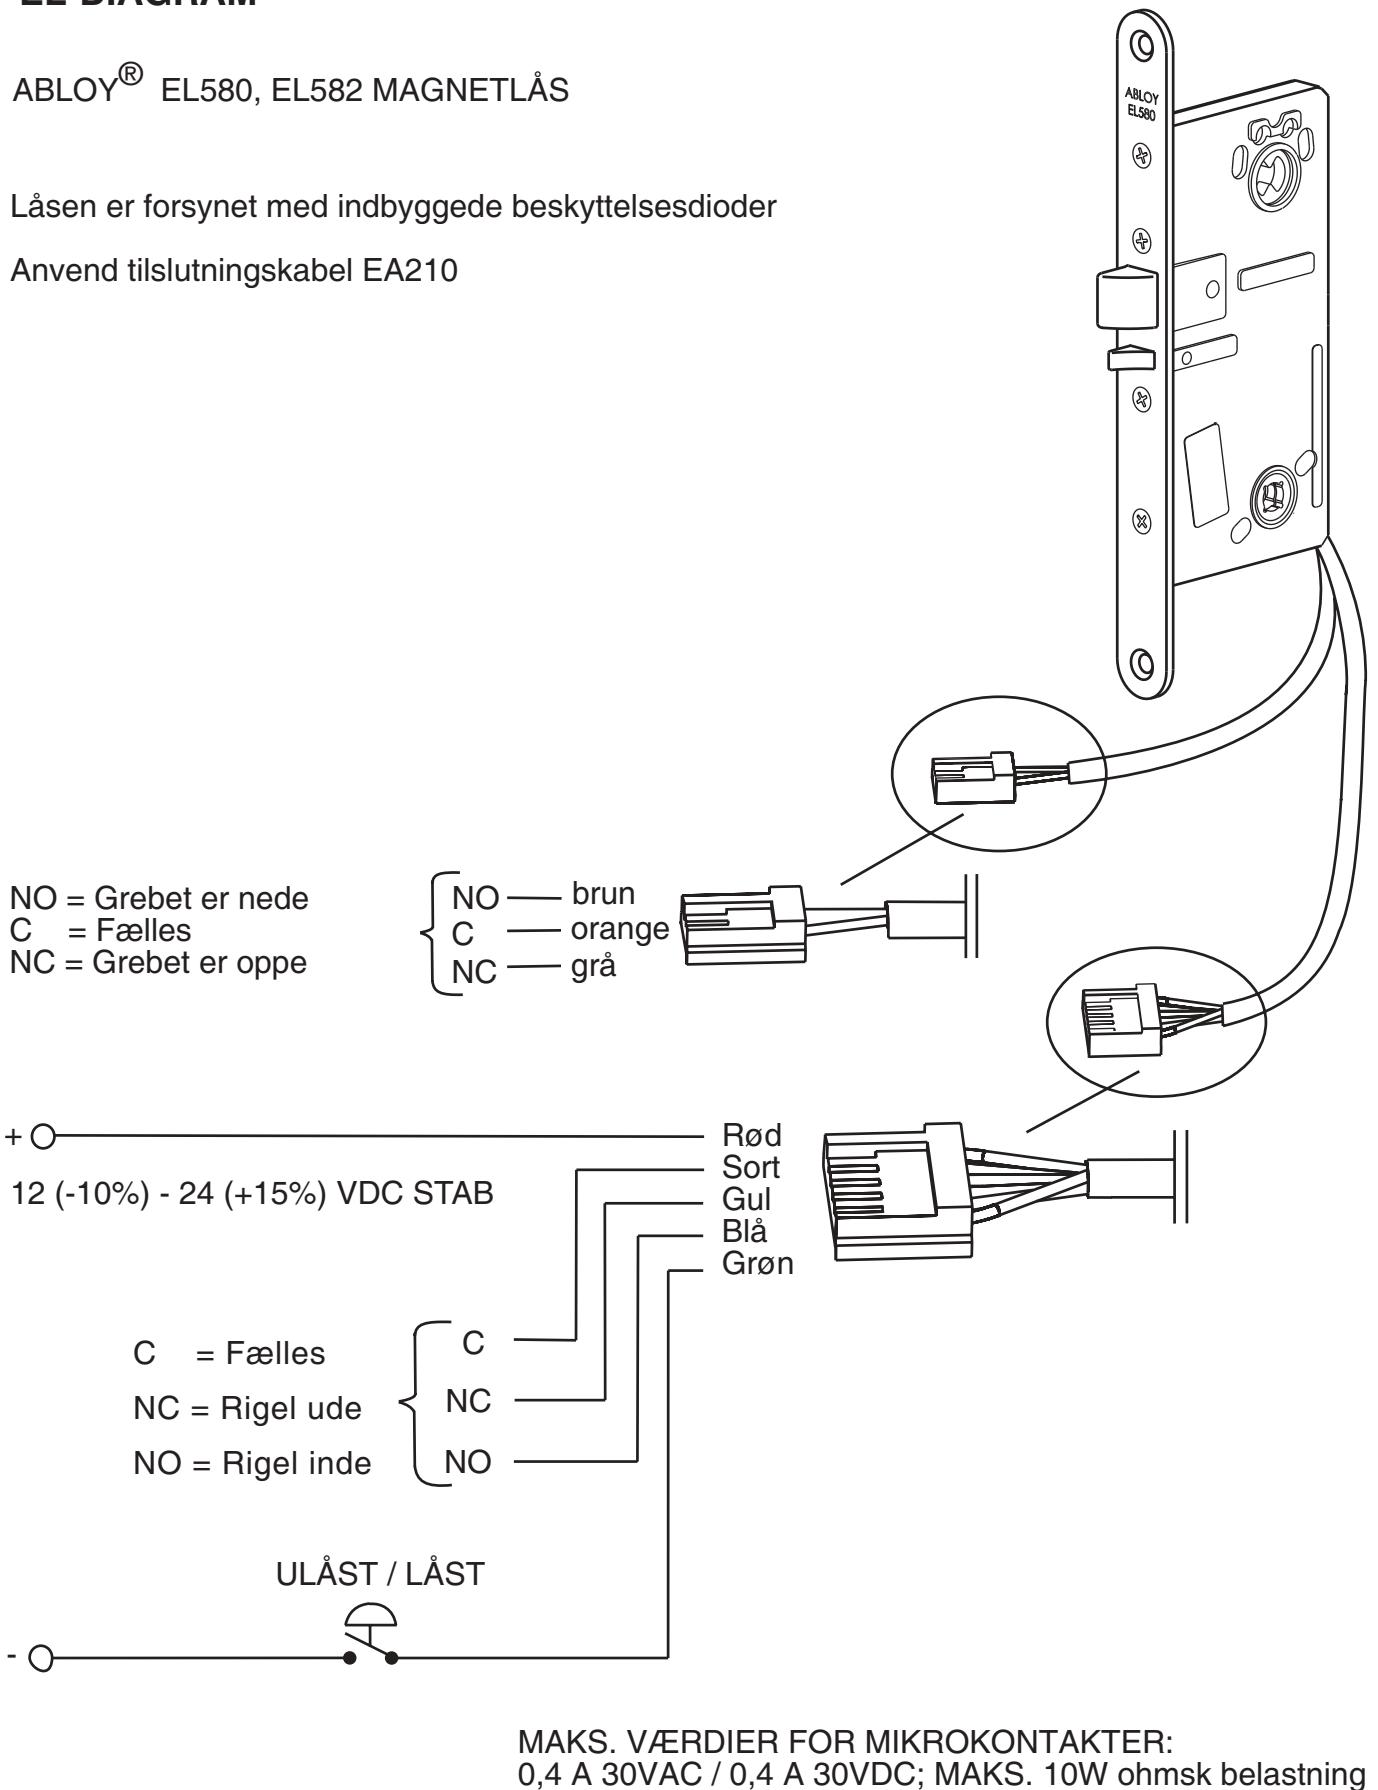 EL-DIAGRAM
ABLOY® EL580, EL582 MAGNETLÅS
ABLOY
EL580
Låsen er forsynet med indbyggede beskyttelsesdioder
Anvend tilslutningskabel EA210
NO = Grebet er nede
C = Fælles
NC = Grebet er oppe
NO brun
C orange
NC grå
+
12 (-10%) - 24 (+15%) VDC STAB
Rød
Sort
Gul
Blå
Grøn
C = Fælles
NC = Rigel ude
NO = Rigel inde
C
NC
NO
ULÅST / LÅST
-
MAKS. VÆRDIER FOR MIKROKONTAKTER:
0,4 A 30VAC / 0,4 A 30VDC; MAKS. 10W ohmsk belastning